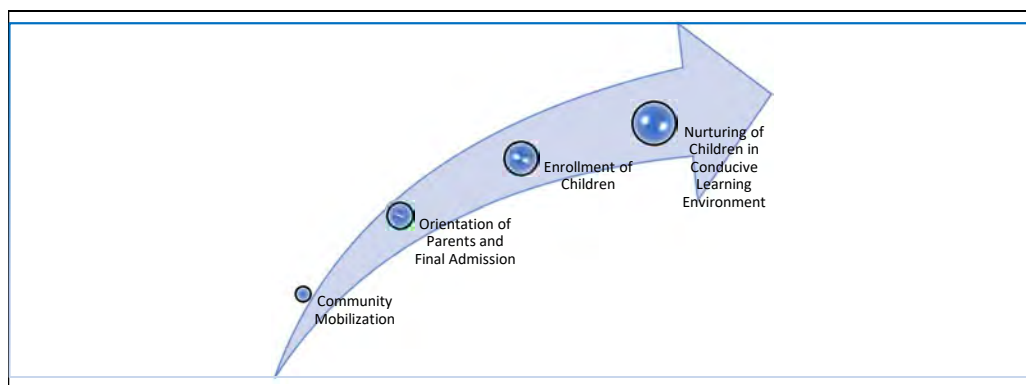 Community
Mobilization
Orientation of
Parents and
Final Admission
Enrollment of
Children
Nurturing of
Children in
Conducive
Learning
Environment